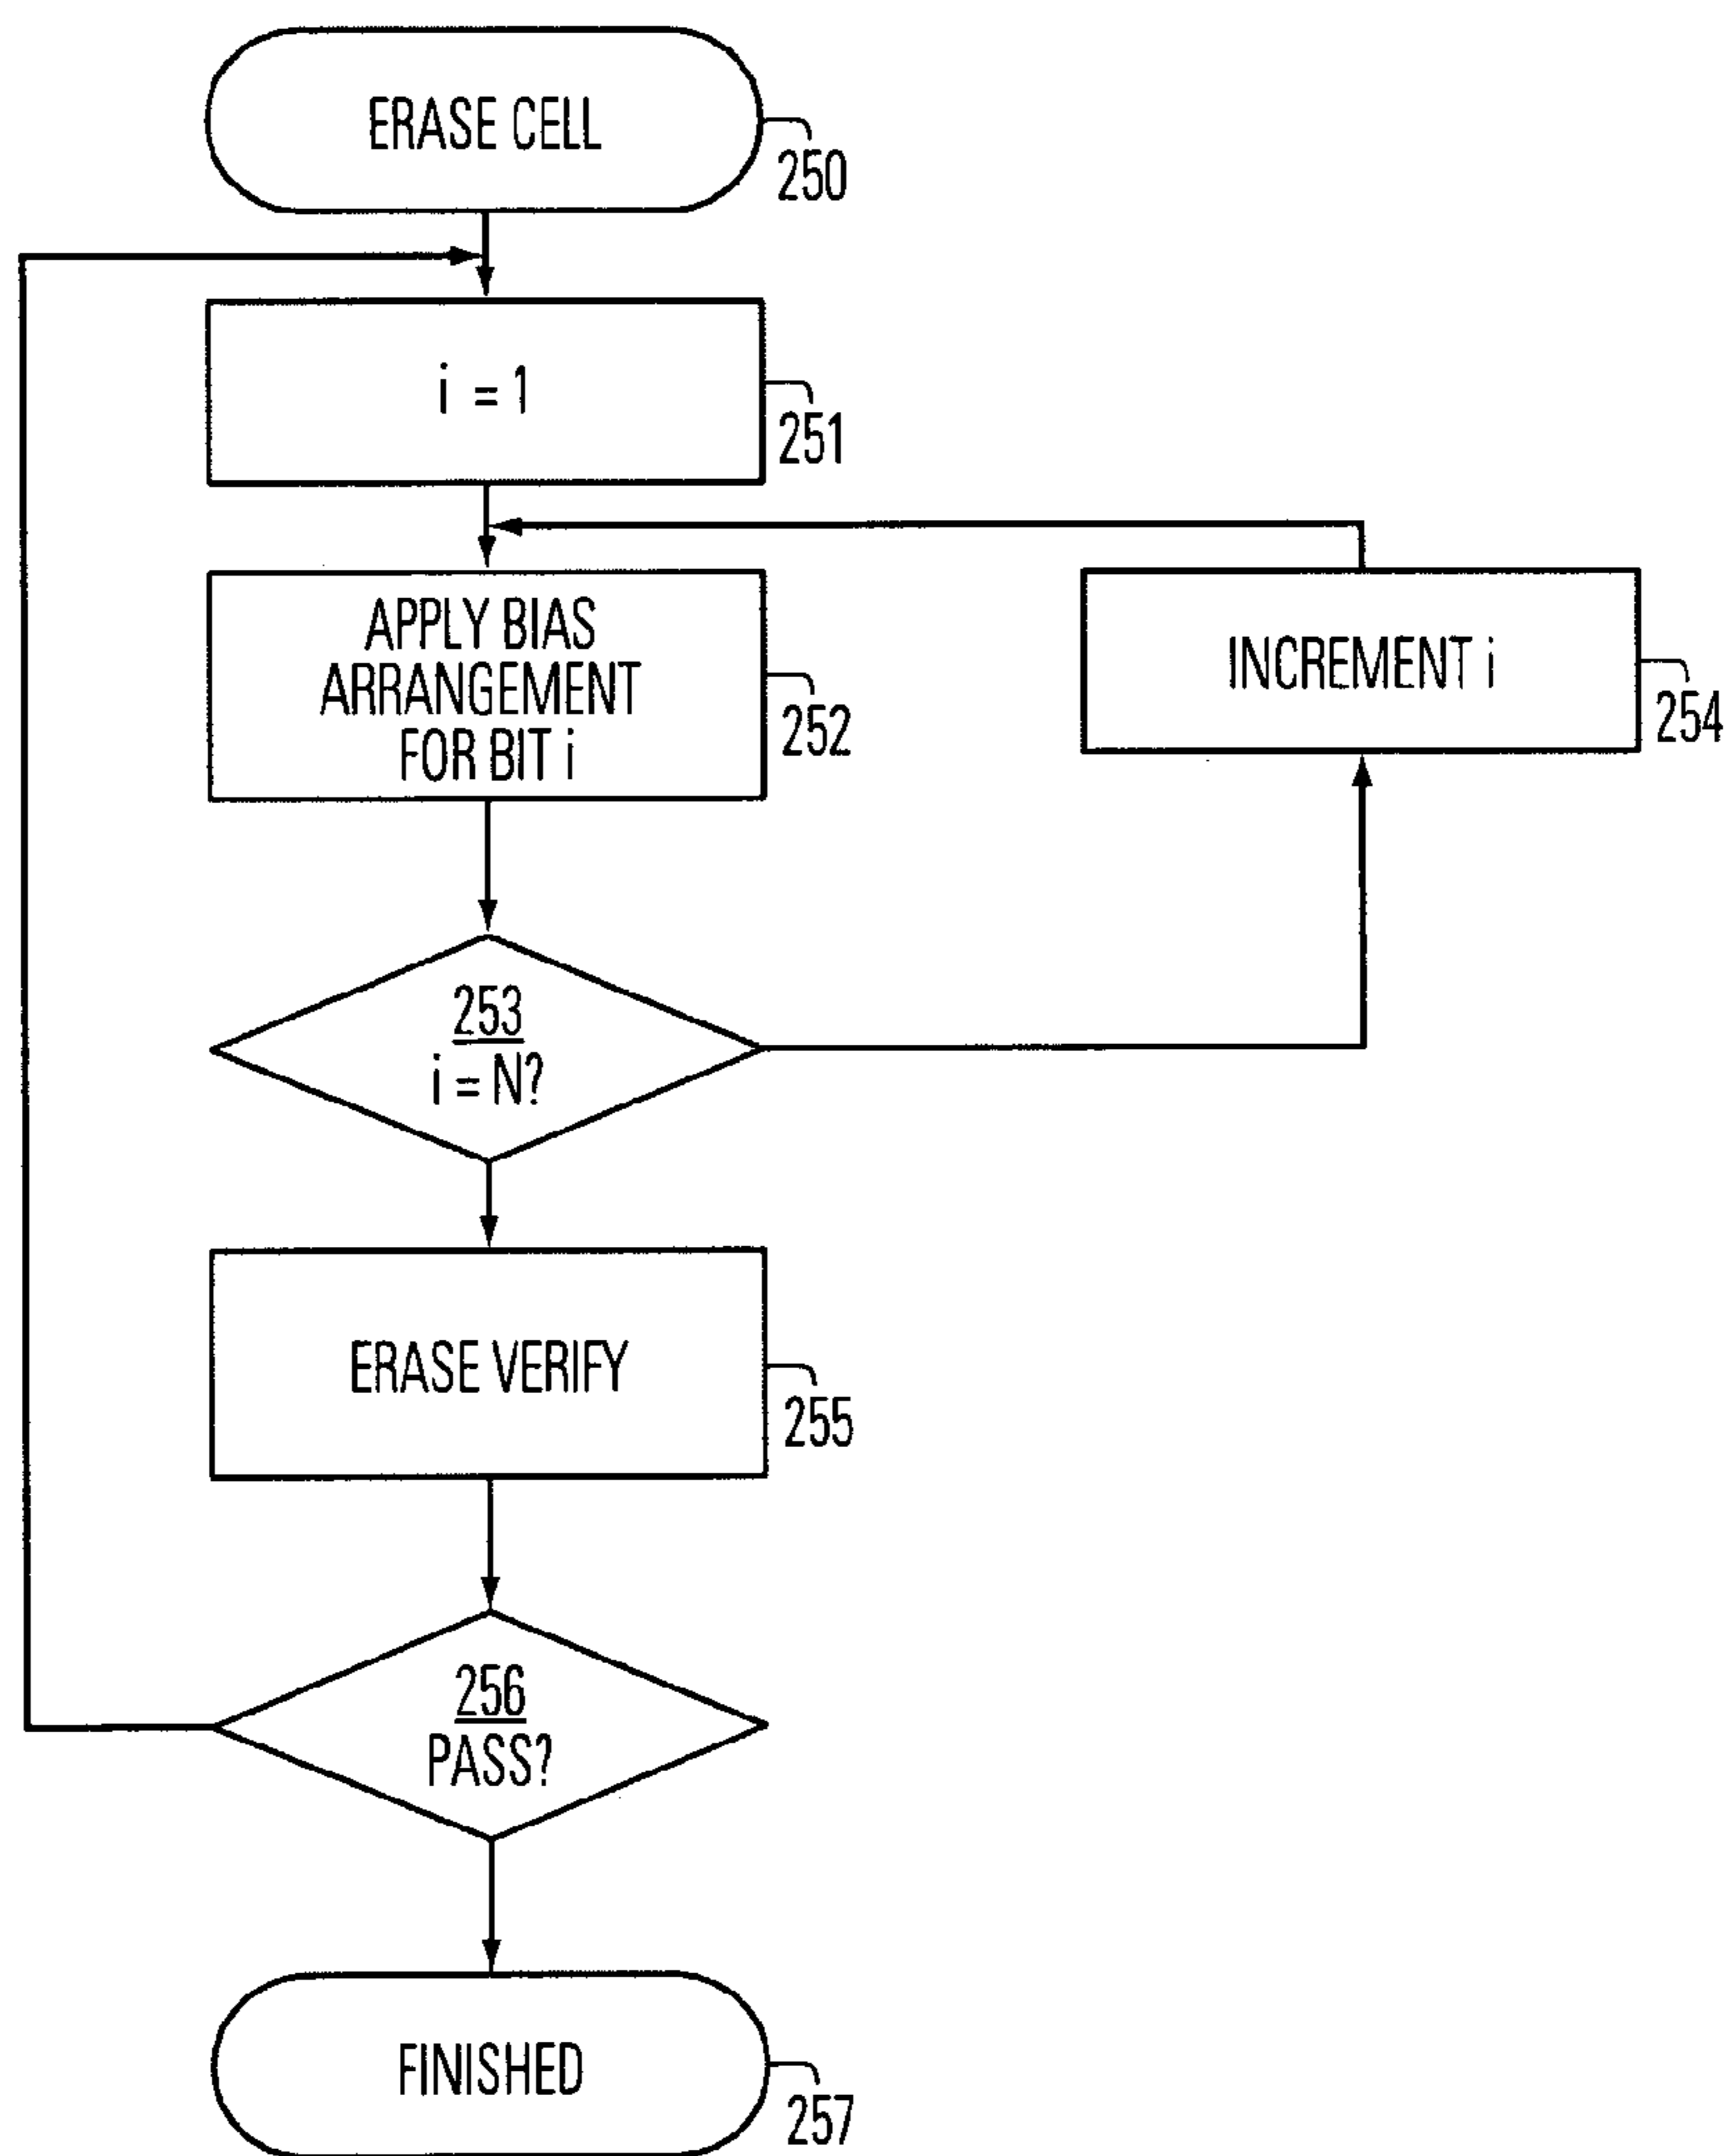 ERASE CELL
250
i = 1
251
APPLY BIAS
ARRANGEMENT
FOR BIT i
252
INCREMENT i
254
253
i = N?
ERASE VERIFY
255
256
PASS?
FINISHED
257